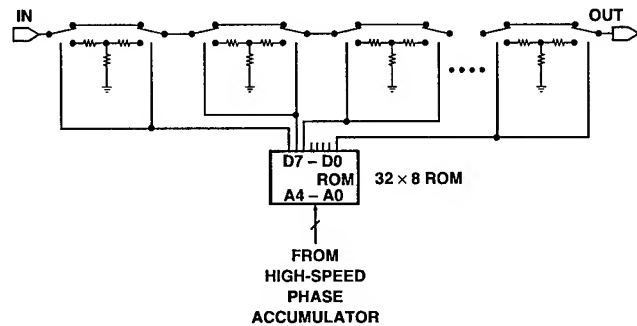 IN
OUT
D7 – D0
ROM
A4 – A0
32 × 8 ROM
FROM
HIGH-SPEED
PHASE
ACCUMULATOR